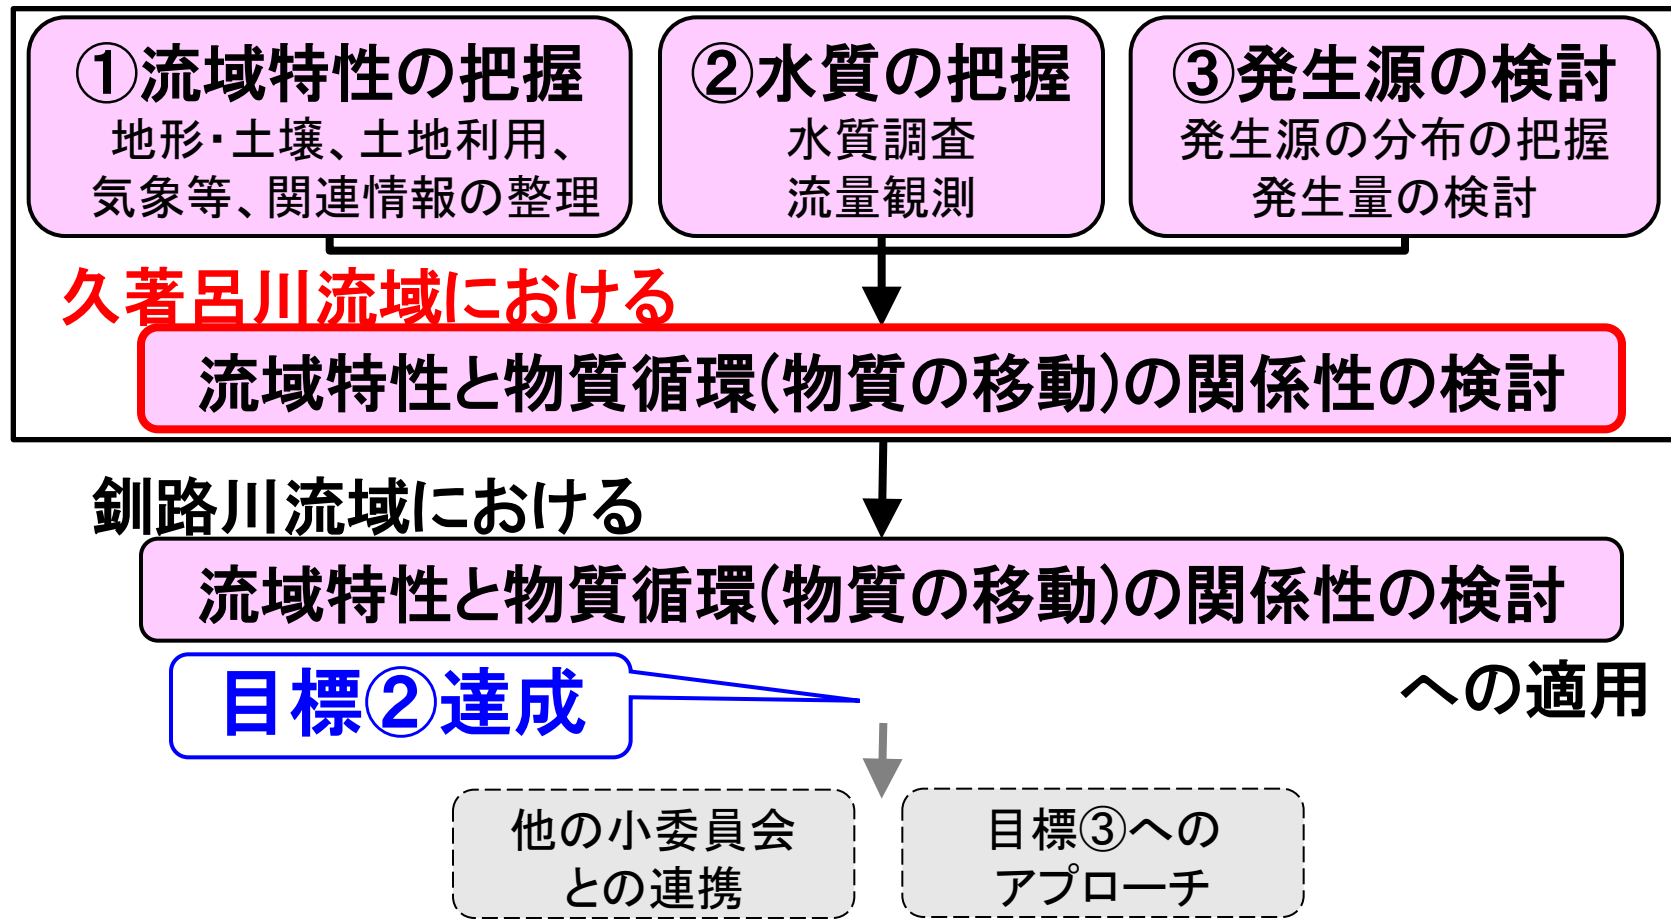 ①流域特性の把握
地形・土壌、土地利用、
気象等、関連情報の整理
②水質の把握
水質調査
流量観測
③発生源の検討
発生源の分布の把握
発生量の検討
久著呂川流域における
流域特性と物質循環(物質の移動)の関係性の検討
釧路川流域における
流域特性と物質循環(物質の移動)の関係性の検討
への適用
目標②達成
他の小委員会
との連携
目標③への
アプローチ